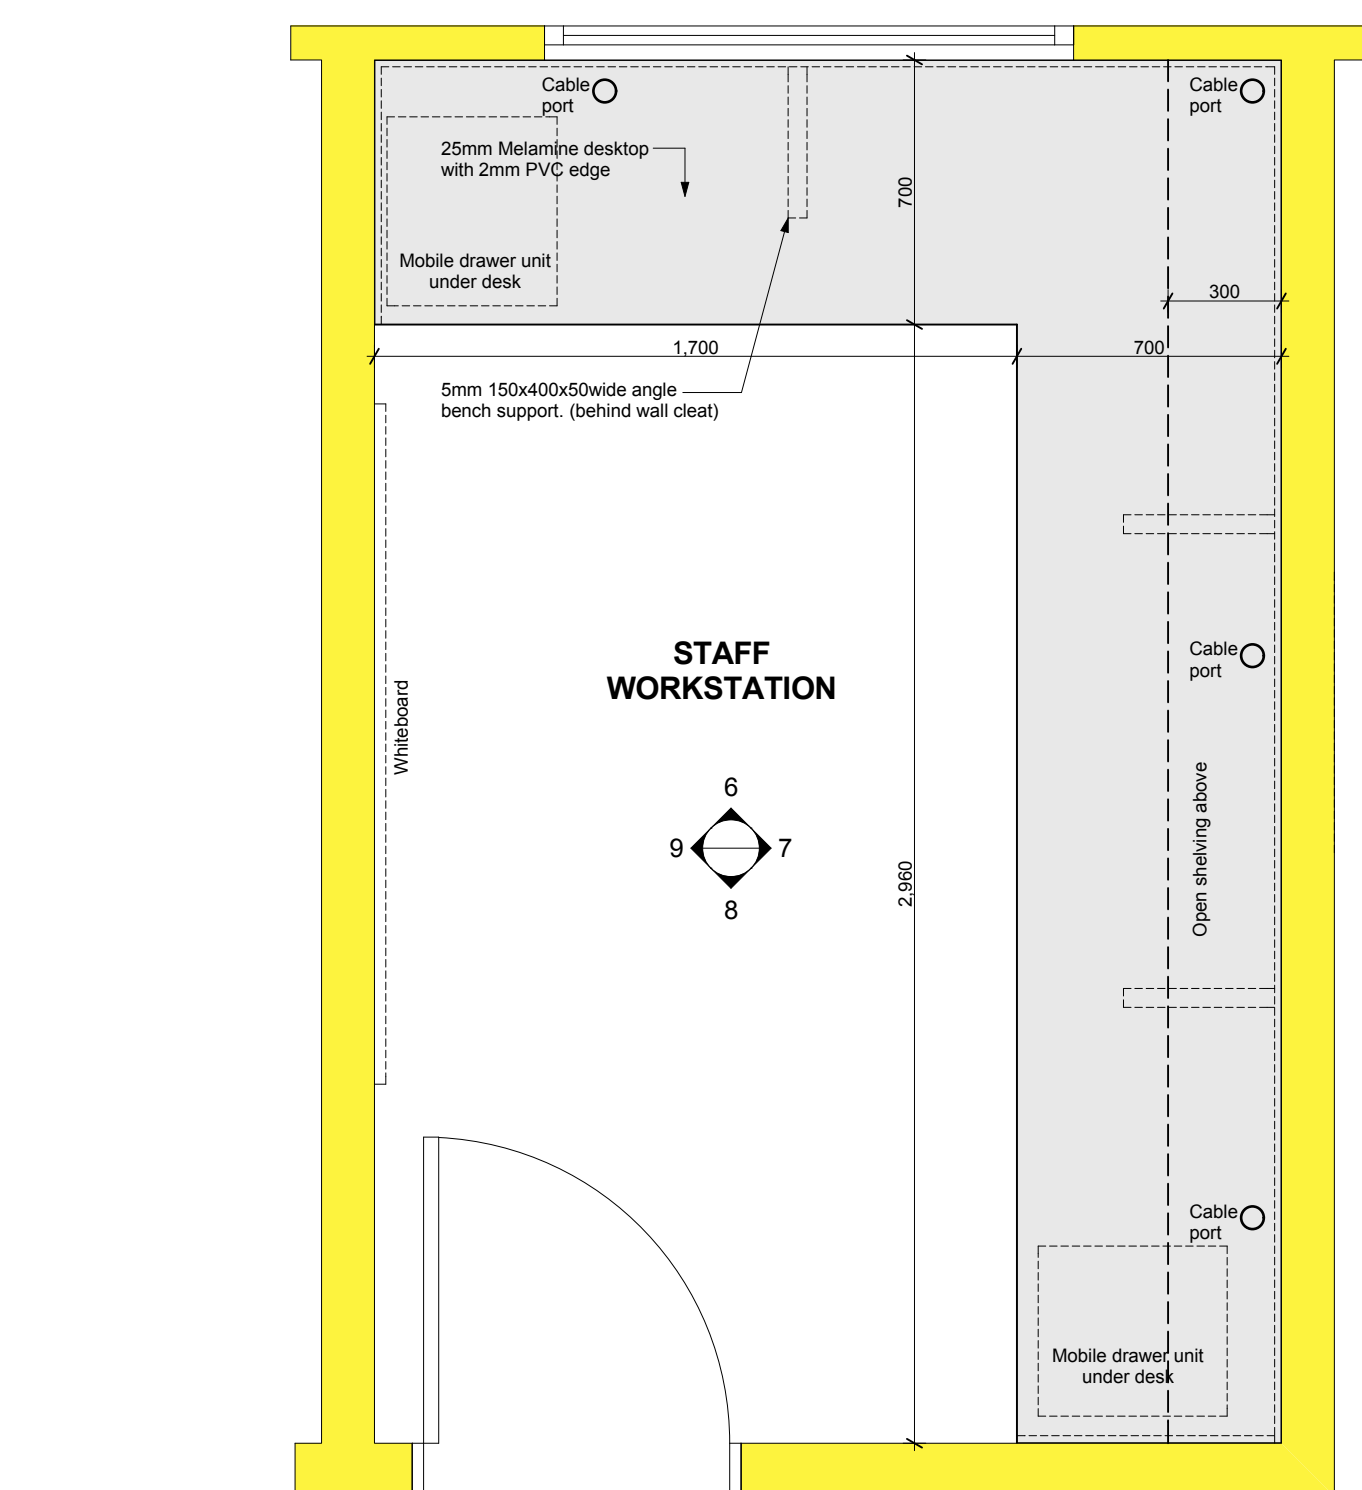 Cable
port
Cable
port
25mm Melamine desktop
with 2mm PVC edge
700
Mobile drawer unit
under desk
300
1,700
700
5mm 150x400x50wide angle
bench support. (behind wall cleat)
STAFF
WORKSTATION
Cable
port
Whiteboard
6
9
7
8
Open shelving above
2,960
Cable
port
Mobile drawer unit
under desk